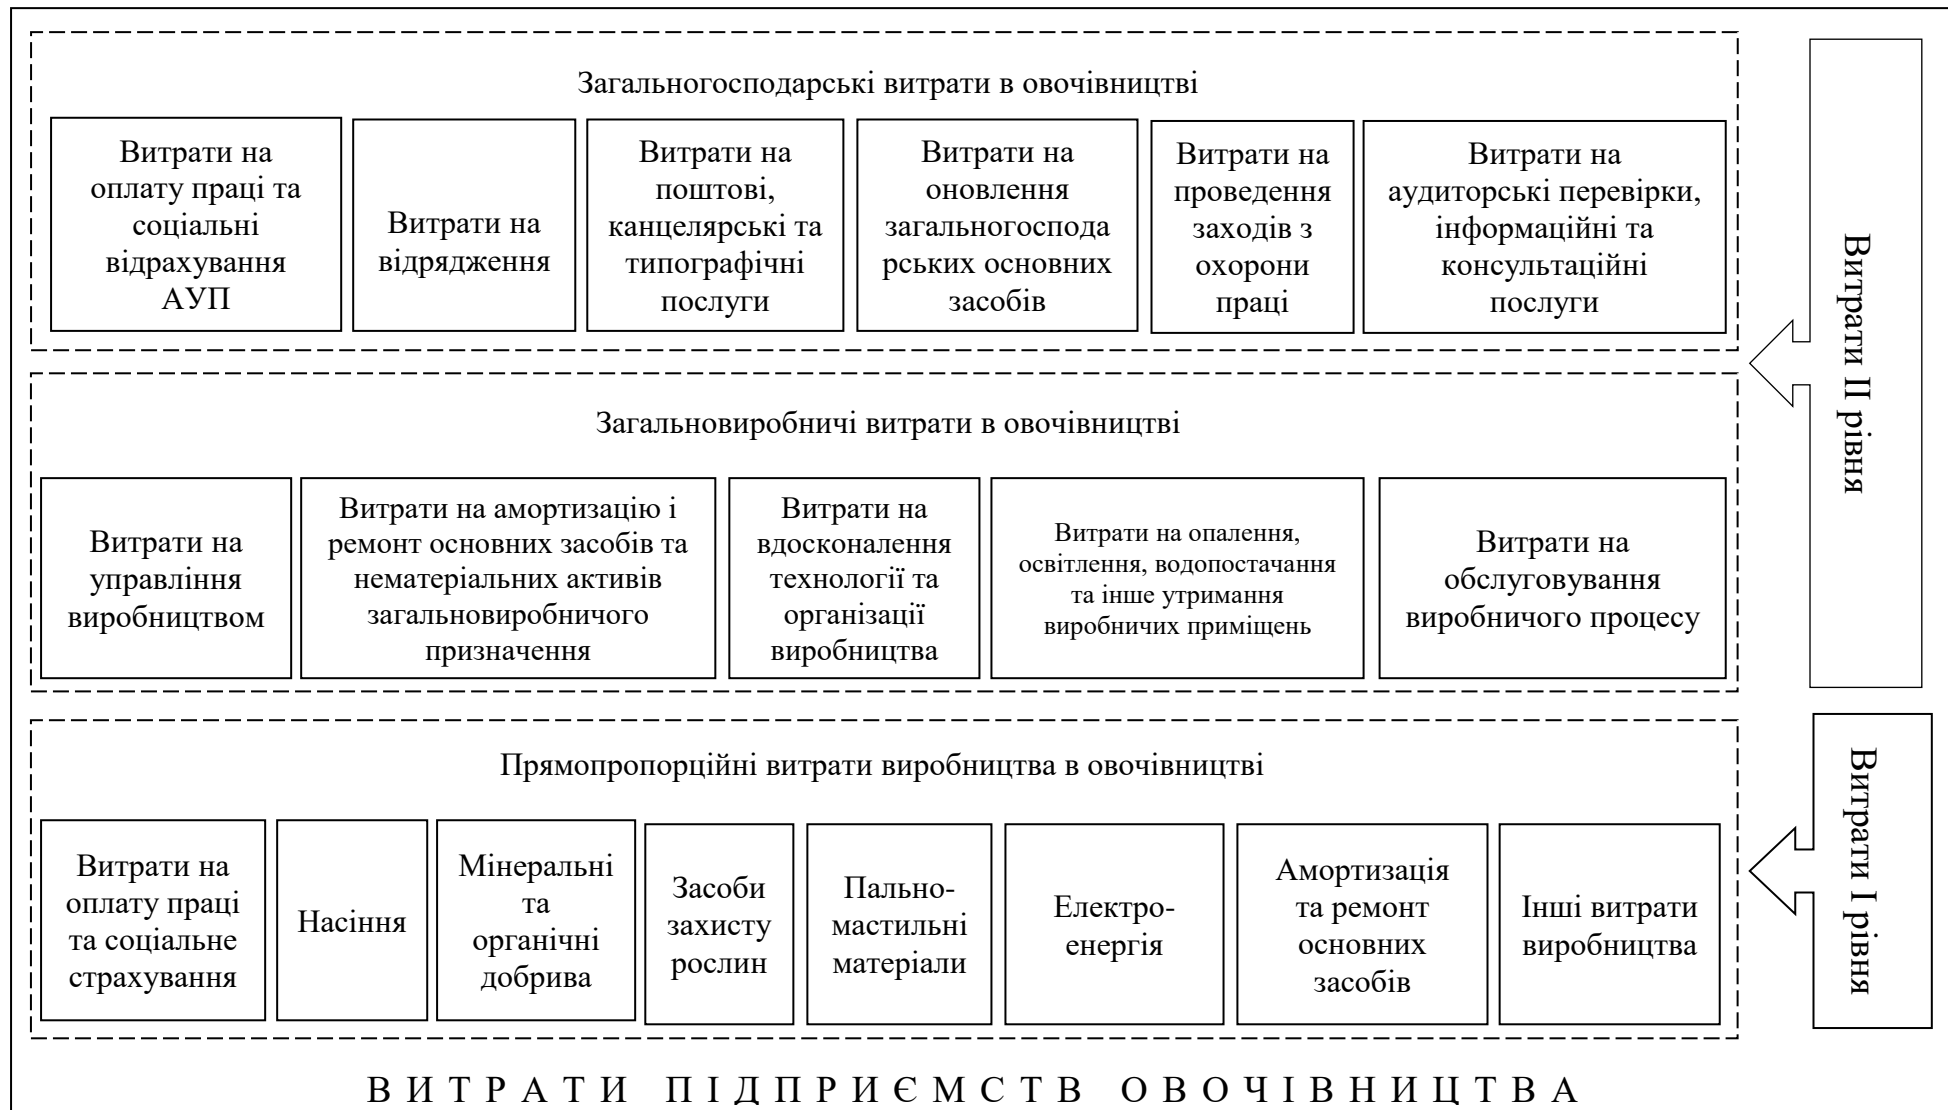 Загальногосподарські витрати в овочівництві
Витрати на
оплату праці та
соціальні
відрахування
АУП
Витрати на
відрядження
Витрати на
поштові,
канцелярські та
типографічні
послуги
Витрати на
оновлення
загальногоспода
рських основних
засобів
Витрати на
проведення
заходів з
охорони
праці
Витрати на
аудиторські перевірки,
інформаційні та
консультаційні
послуги
Витрати ІІ рівня
Загальновиробничі витрати в овочівництві
Витрати на
управління
виробництвом
Витрати на амортизацію і
ремонт основних засобів та
нематеріальних активів
загальновиробничого
призначення
Витрати на
вдосконалення
технології та
організації
виробництва
Витрати на опалення,
освітлення, водопостачання
та інше утримання
виробничих приміщень
Витрати на
обслуговування
виробничого процесу
Прямопропорційні витрати виробництва в овочівництві
Витрати на
оплату праці
та соціальне
страхування
Насіння
Мінеральні
та
органічні
добрива
Засоби
захисту
рослин
Пально-
мастильні
матеріали
Електро-
енергія
Амортизація
та ремонт
основних
засобів
Інші витрати
виробництва
Витрати І рівня
ВИТРАТИ ПІДПРИЄМСТВ ОВОЧІВНИЦТВА